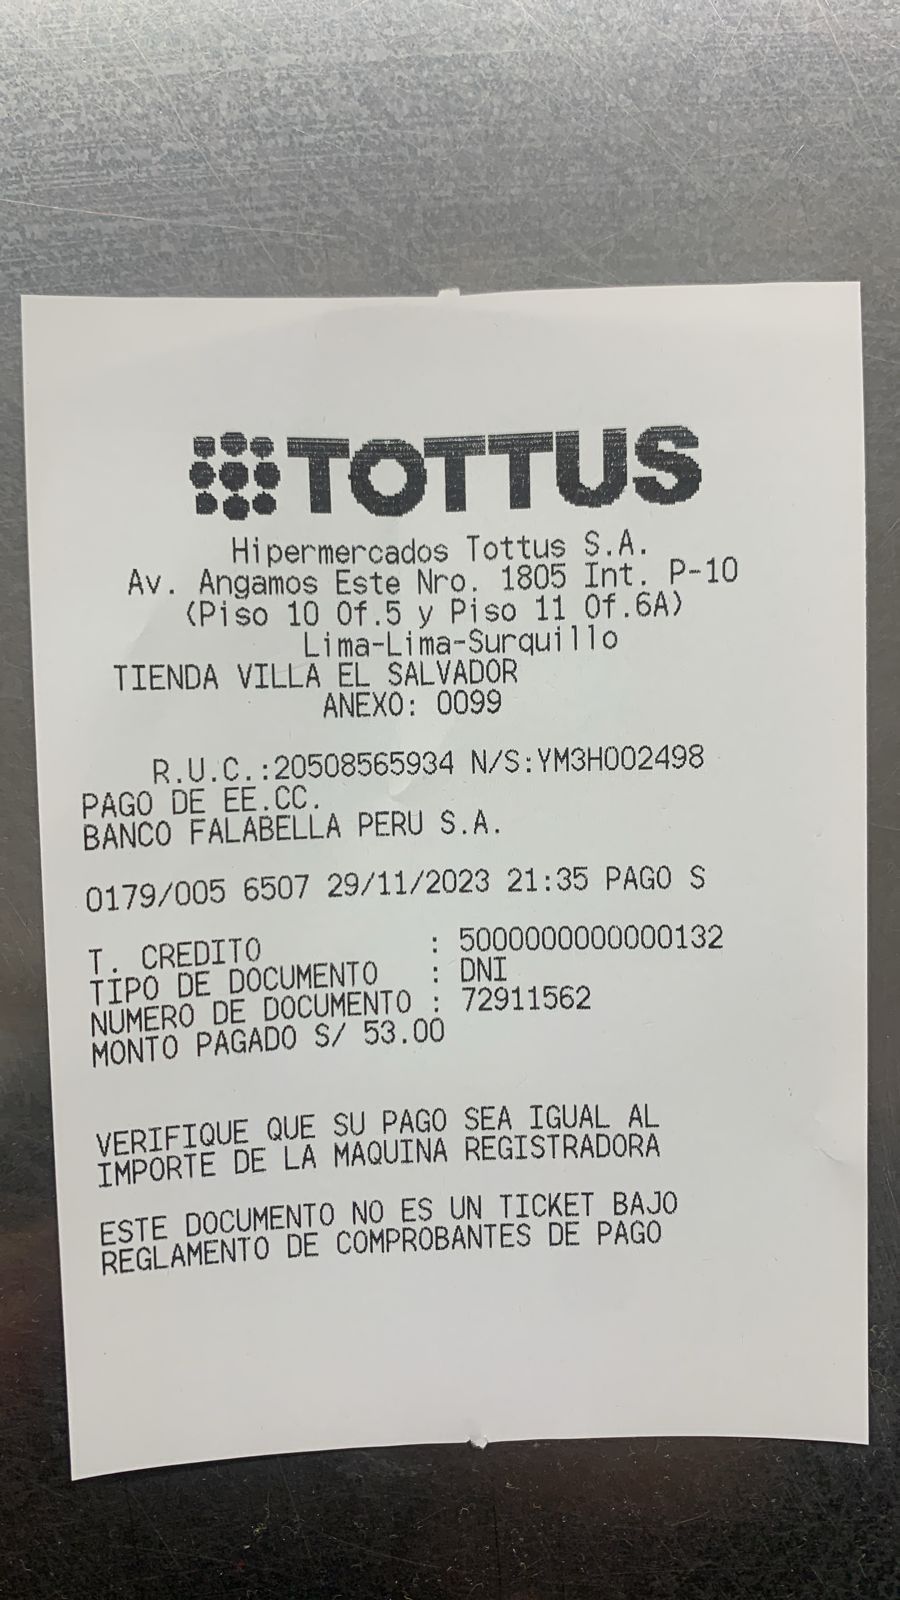 TOTTUS
Hipermercados Tottus S.A.
Av. Angamos Este Nro. 1805 Int. P-10
(Piso 10 Of.5 y Piso 11 Of.6A)
Lima-Lima-Surquillo
TIENDA VILLA EL SALVADOR
ANEXO: 0099
R.U.C.:20508565934 N/S:YM3H002498
PAGO DE EE.CC.
BANCO FALABELLA PERU S.A.
0179/005 6507 29/11/2023 21:35 PAGO S
T. CREDITO : 5000000000000132
TIPO DE DOCUMENTO : DNI
NUMERO DE DOCUMENTO : 72911562
MONTO PAGADO S/ 53.00
VERIFIQUE QUE SU PAGO SEA IGUAL AL
IMPORTE DE LA MAQUINA REGISTRADORA
ESTE DOCUMENTO NO ES UN TICKET BAJO
REGLAMENTO DE COMPROBANTES DE PAGO